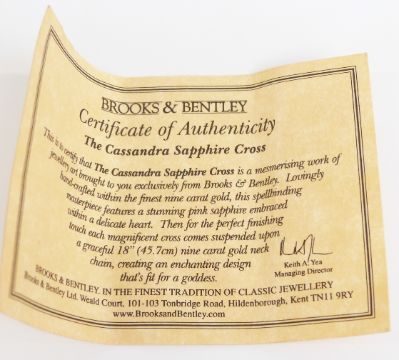 BROOKS & BENTLEY
Certificate of Authenticity
The Cassandra Sapphire Cross
This is to certify that The Cassandra Sapphire Cross is a mesmerising work of
jewellery art brought to you exclusively from Brooks & Bentley. Lovingly
hand-crafted within the finest nine carat gold, this spellbinding
masterpiece features a stunning pink sapphire embraced
within a delicate heart. Then for the perfect finishing
touch each magnificent cross comes suspended upon
a graceful 18" (45.7cm) nine carat gold neck
chain, creating an enchanting design
that's fit for a goddess.
Keith A. Yea
Managing Director
BROOKS & BENTLEY. IN THE FINEST TRADITION OF CLASSIC JEWELLERY
Brooks & Bentley Ltd. Weald Court, 101-103 Tonbridge Road, Hildenborough, Kent TN11 9RY
www.BrooksandBentley.com